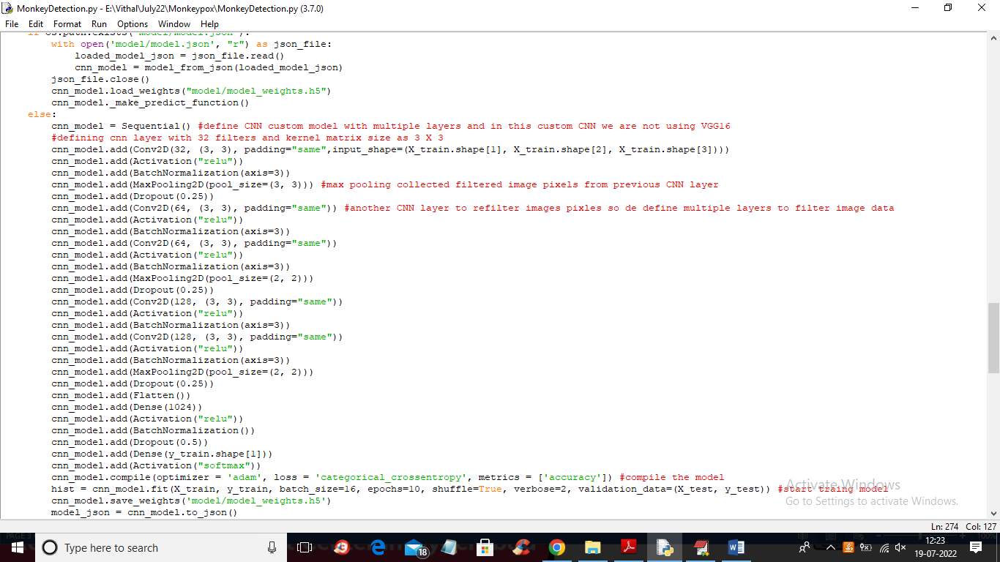 MonkeyDetection.py - E:\Vithal\July22\Monkeypox\MonkeyDetection.py (3.7.0)
File Edit Format Run Options Window Help
if os.path.exists('model/model.json'):
with open('model/model.json', "r") as json_file:
loaded_model_json = json_file.read()
cnn_model = model_from_json(loaded_model_json)
json_file.close()
cnn_model.load_weights("model/model_weights.h5")
cnn_model._make_predict_function()
else:
cnn_model = Sequential() #define CNN custom model with multiple layers and in this custom CNN we are not using VGG16
#defining cnn layer with 32 filters and kernel matrix size as 3 X 3
cnn_model.add(Conv2D(32, (3, 3), padding="same",input_shape=(X_train.shape[1], X_train.shape[2], X_train.shape[3])))
cnn_model.add(Activation("relu"))
cnn_model.add(BatchNormalization(axis=3))
cnn_model.add(MaxPooling2D(pool_size=(3, 3))) #max pooling collected filtered image pixels from previous CNN layer
cnn_model.add(Dropout(0.25))
cnn_model.add(Conv2D(64, (3, 3), padding="same")) #another CNN layer to refilter images pixles so de define multiple layers to filter image data
cnn_model.add(Activation("relu"))
cnn_model.add(BatchNormalization(axis=3))
cnn_model.add(Conv2D(64, (3, 3), padding="same"))
cnn_model.add(Activation("relu"))
cnn_model.add(BatchNormalization(axis=3))
cnn_model.add(MaxPooling2D(pool_size=(2, 2)))
cnn_model.add(Dropout(0.25))
cnn_model.add(Conv2D(128, (3, 3), padding="same"))
cnn_model.add(Activation("relu"))
cnn_model.add(BatchNormalization(axis=3))
cnn_model.add(Conv2D(128, (3, 3), padding="same"))
cnn_model.add(Activation("relu"))
cnn_model.add(BatchNormalization(axis=3))
cnn_model.add(MaxPooling2D(pool_size=(2, 2)))
cnn_model.add(Dropout(0.25))
cnn_model.add(Flatten())
cnn_model.add(Dense(1024))
cnn_model.add(Activation("relu"))
cnn_model.add(BatchNormalization())
cnn_model.add(Dropout(0.5))
cnn_model.add(Dense(y_train.shape[1]))
cnn_model.add(Activation("softmax"))
cnn_model.compile(optimizer = 'adam', loss = 'categorical_crossentropy', metrics = ['accuracy']) #compile the model
hist = cnn_model.fit(X_train, y_train, batch_size=16, epochs=10, shuffle=True, verbose=2, validation_data=(X_test, y_test)) #start traing model
cnn_model.save_weights('model/model_weights.h5')
model_json = cnn_model.to_json()
Activate Windows
Go to Settings to activate Windows.
Ln: 274 Col: 127
Type here to search
18
12:23
19-07-2022